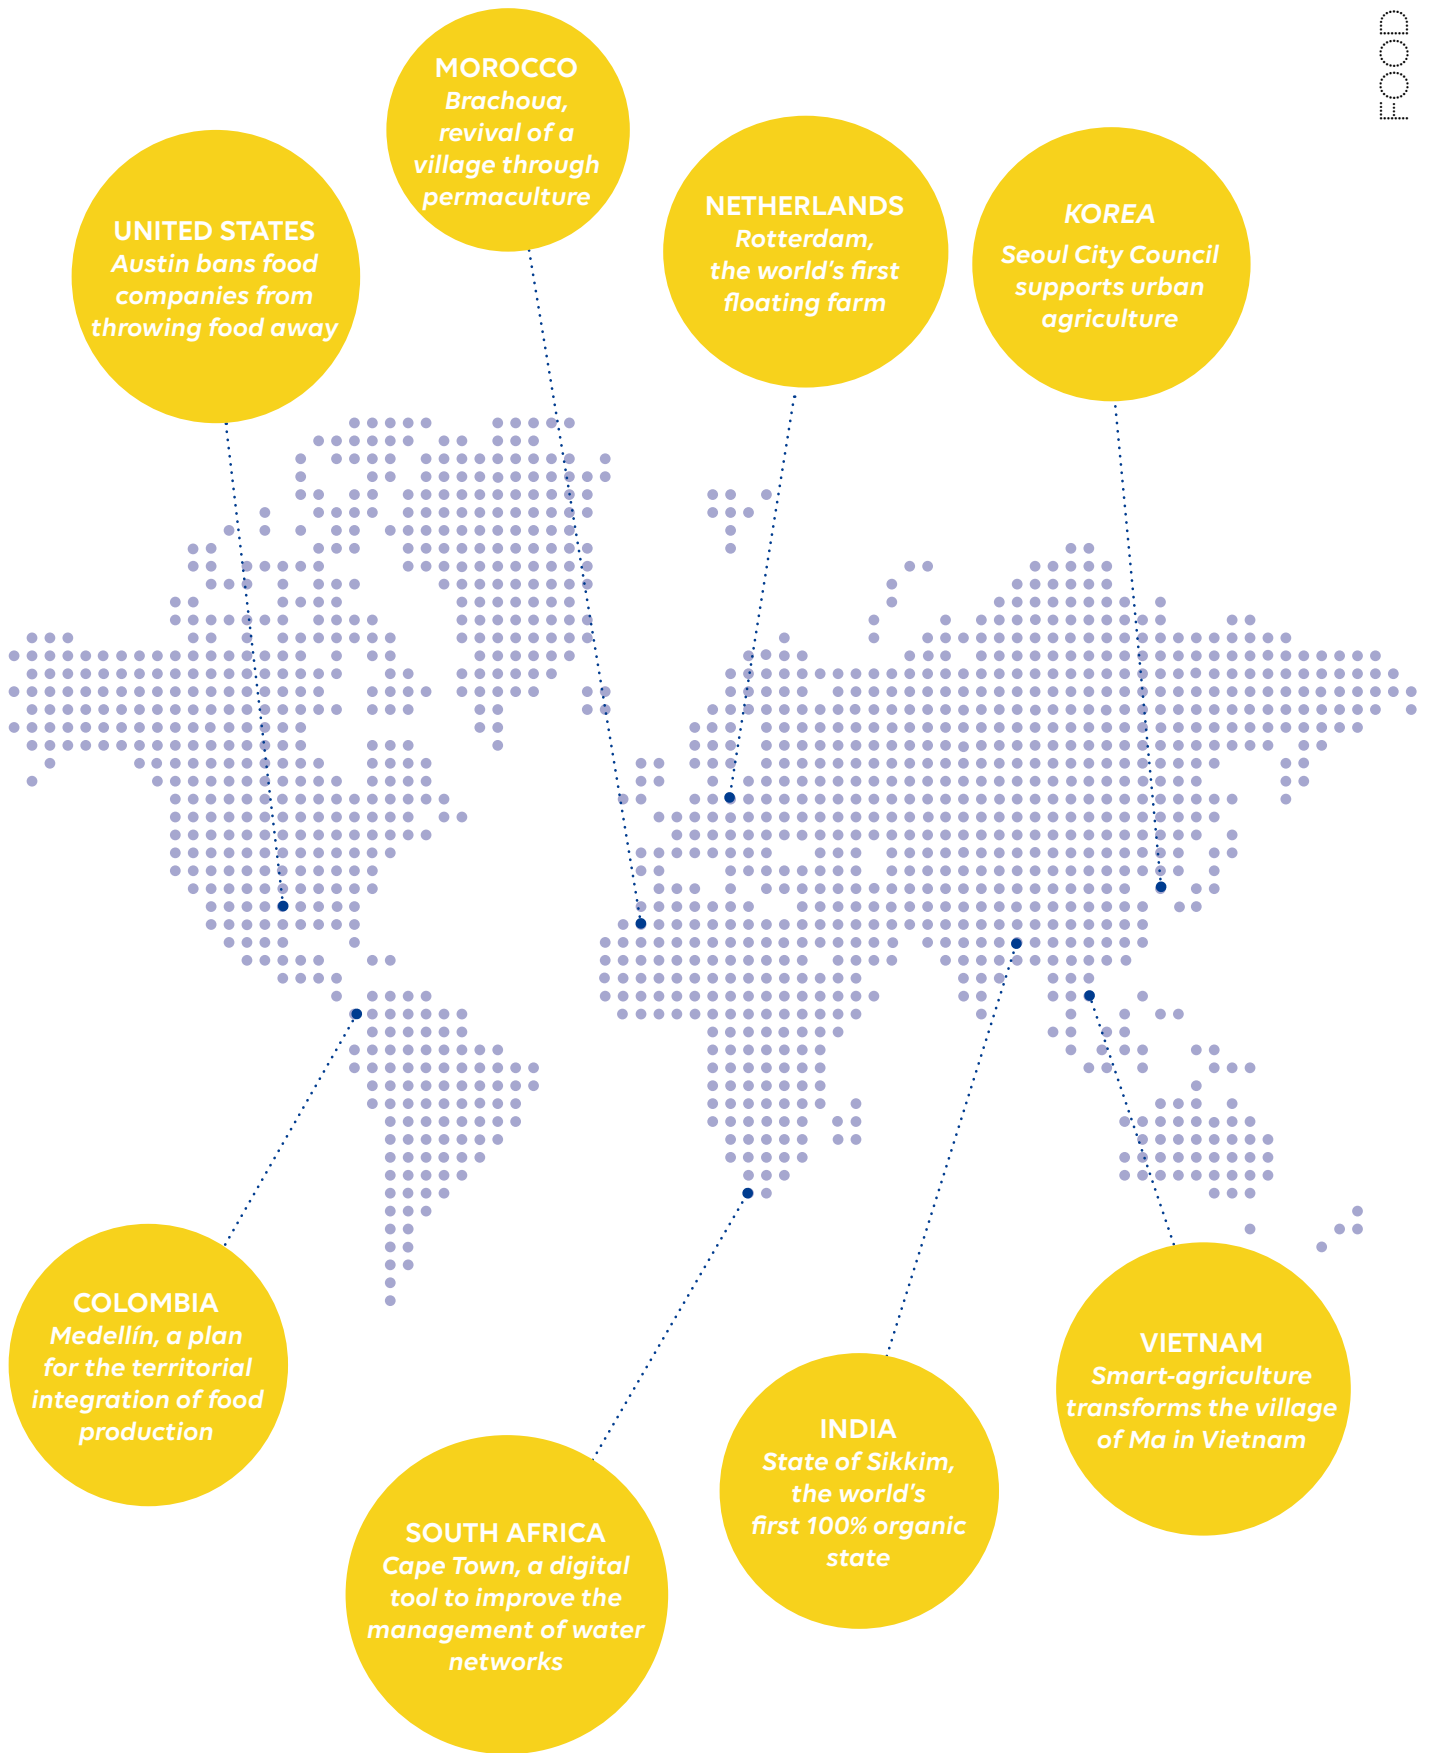 FOOD
MOROCCO
Brachoua,
revival of a
village through
permaculture
UNITED STATES
Austin bans food
companies from
throwing food away
NETHERLANDS
Rotterdam,
the world's first
floating farm
KOREA
Seoul City Council
supports urban
agriculture
COLOMBIA
Medellín, a plan
for the territorial
integration of food
production
SOUTH AFRICA
Cape Town, a digital
tool to improve the
management of water
networks
INDIA
State of Sikkim,
the world's
first 100% organic
state
VIETNAM
Smart-agriculture
transforms the village
of Ma in Vietnam